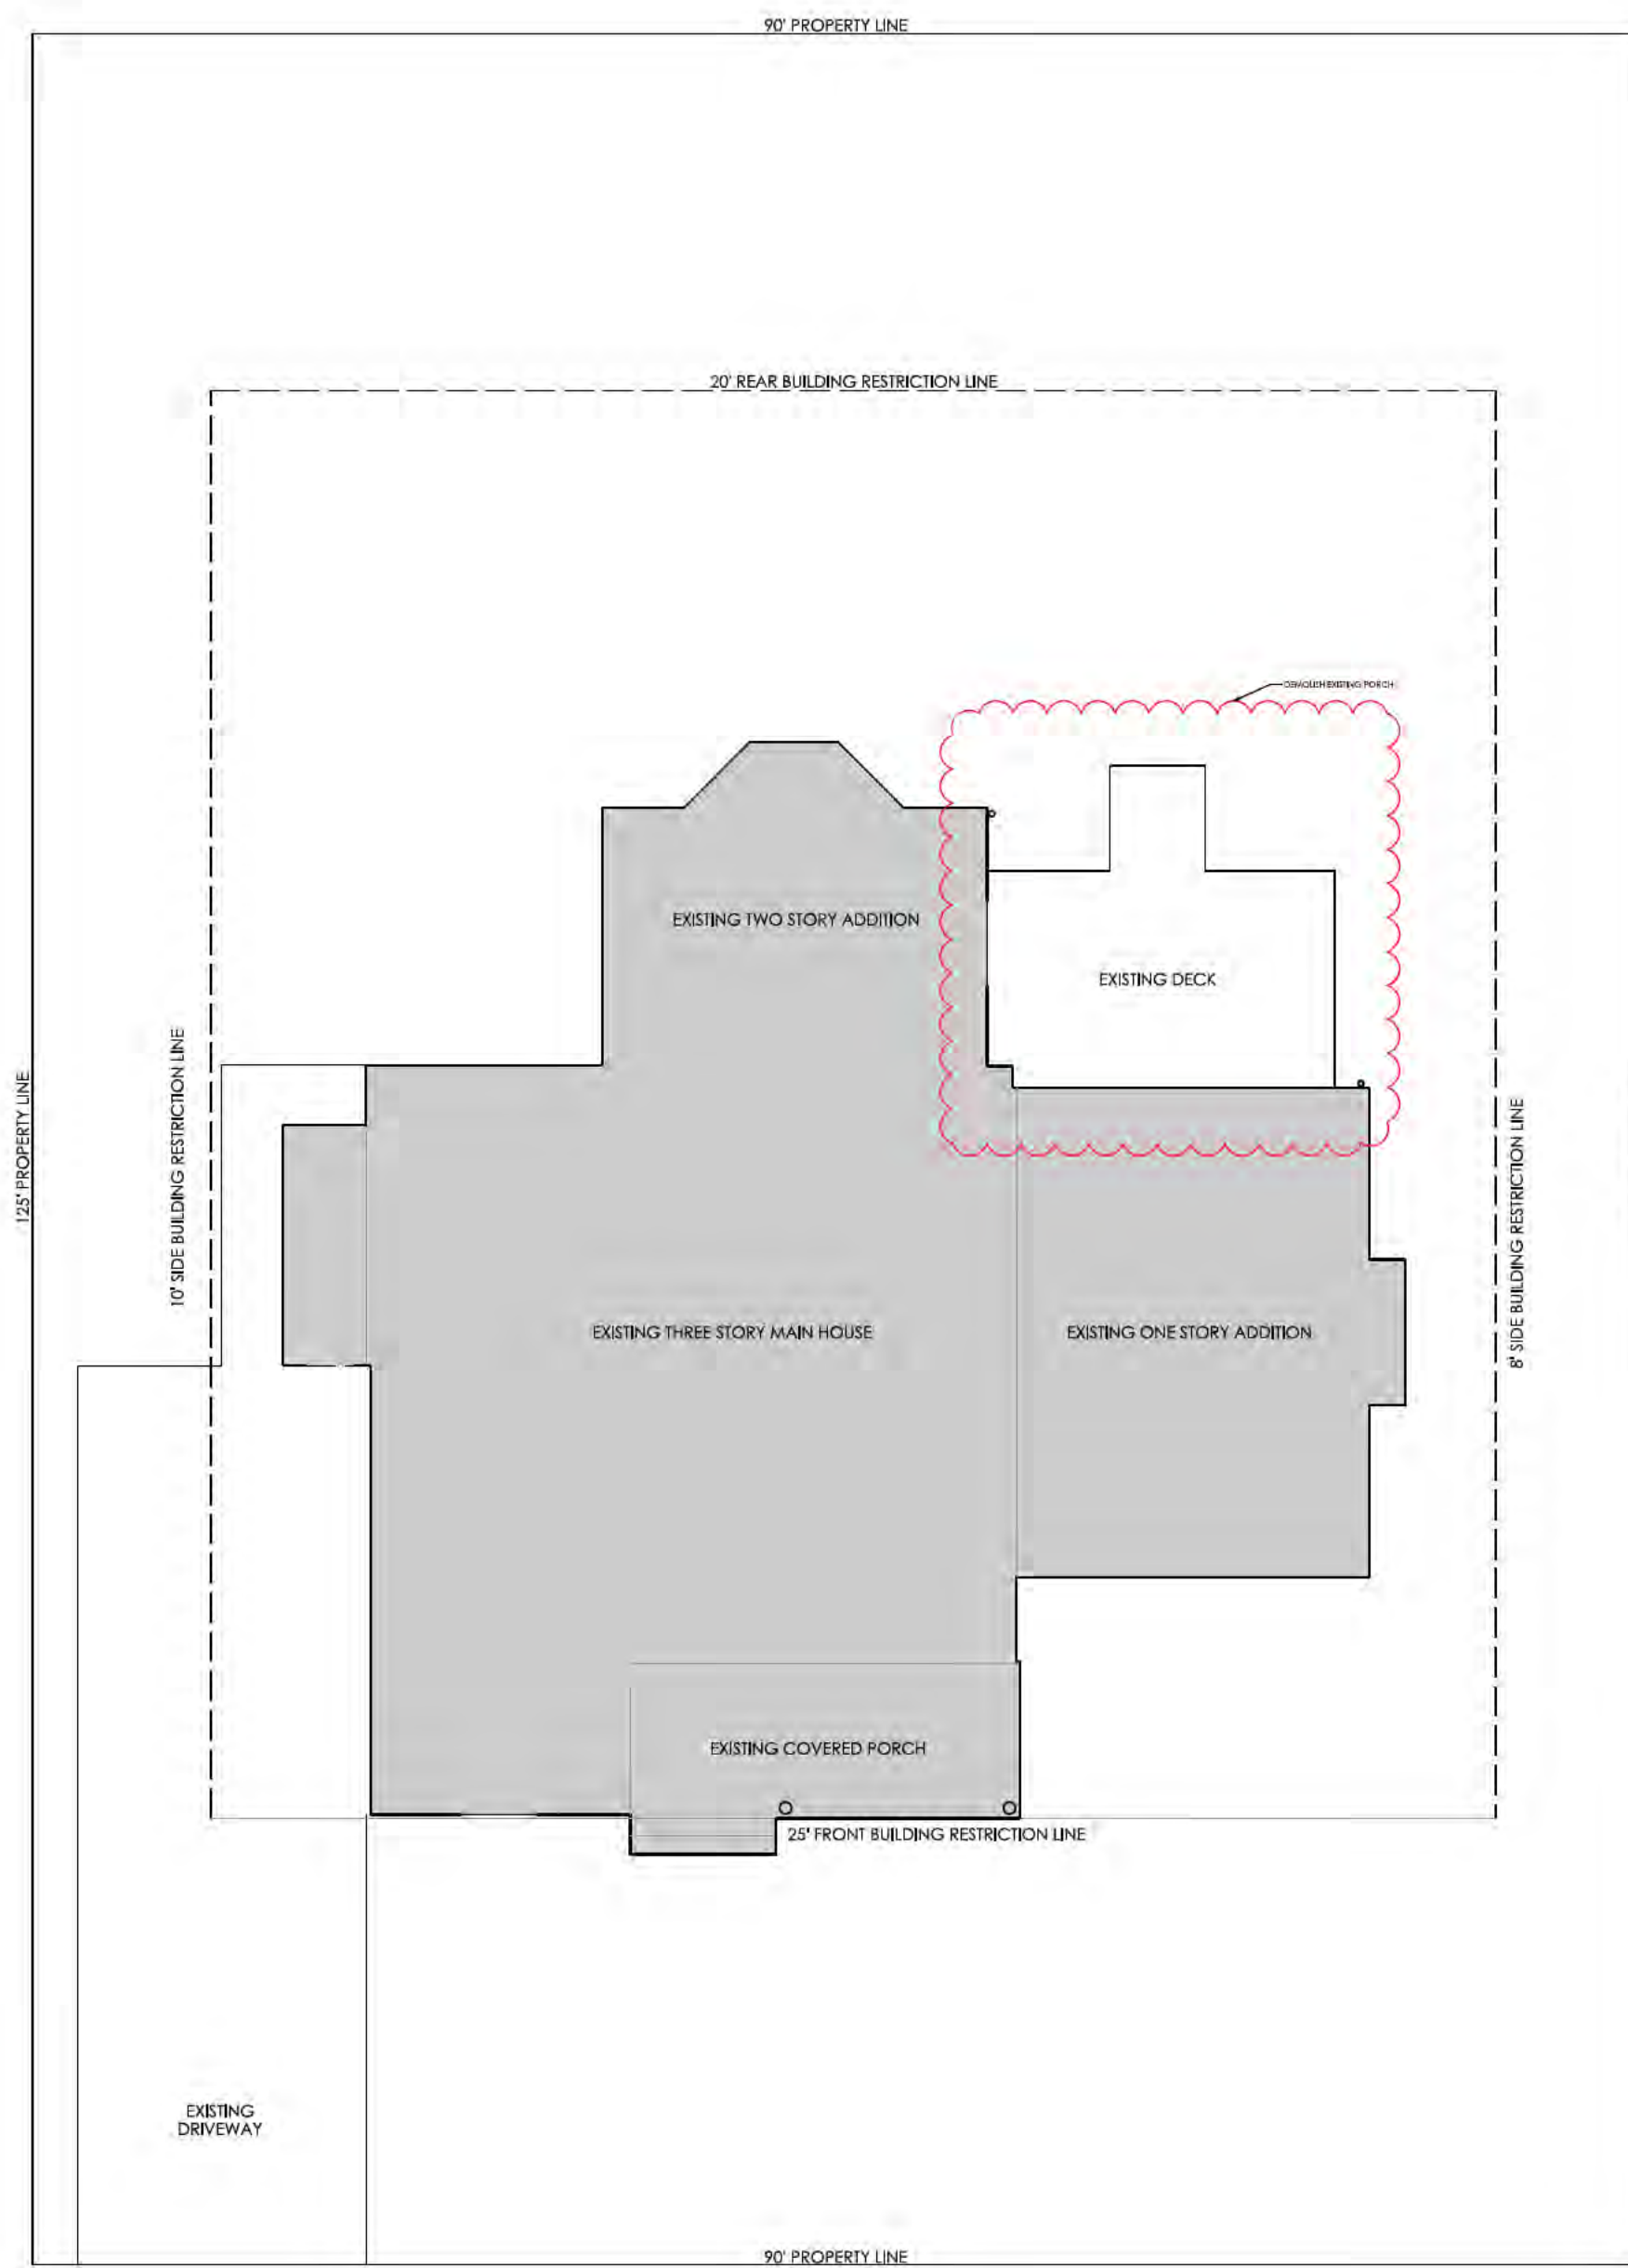 90' PROPERTY LINE
20' REAR BUILDING RESTRICTION LINE
DEMOLISH EXISTING PORCH
EXISTING TWO STORY ADDITION
EXISTING DECK
10' SIDE BUILDING RESTRICTION LINE
125' PROPERTY LINE
8' SIDE BUILDING RESTRICTION LINE
EXISTING THREE STORY MAIN HOUSE
EXISTING ONE STORY ADDITION
EXISTING COVERED PORCH
25' FRONT BUILDING RESTRICTION LINE
EXISTING
DRIVEWAY
90' PROPERTY LINE